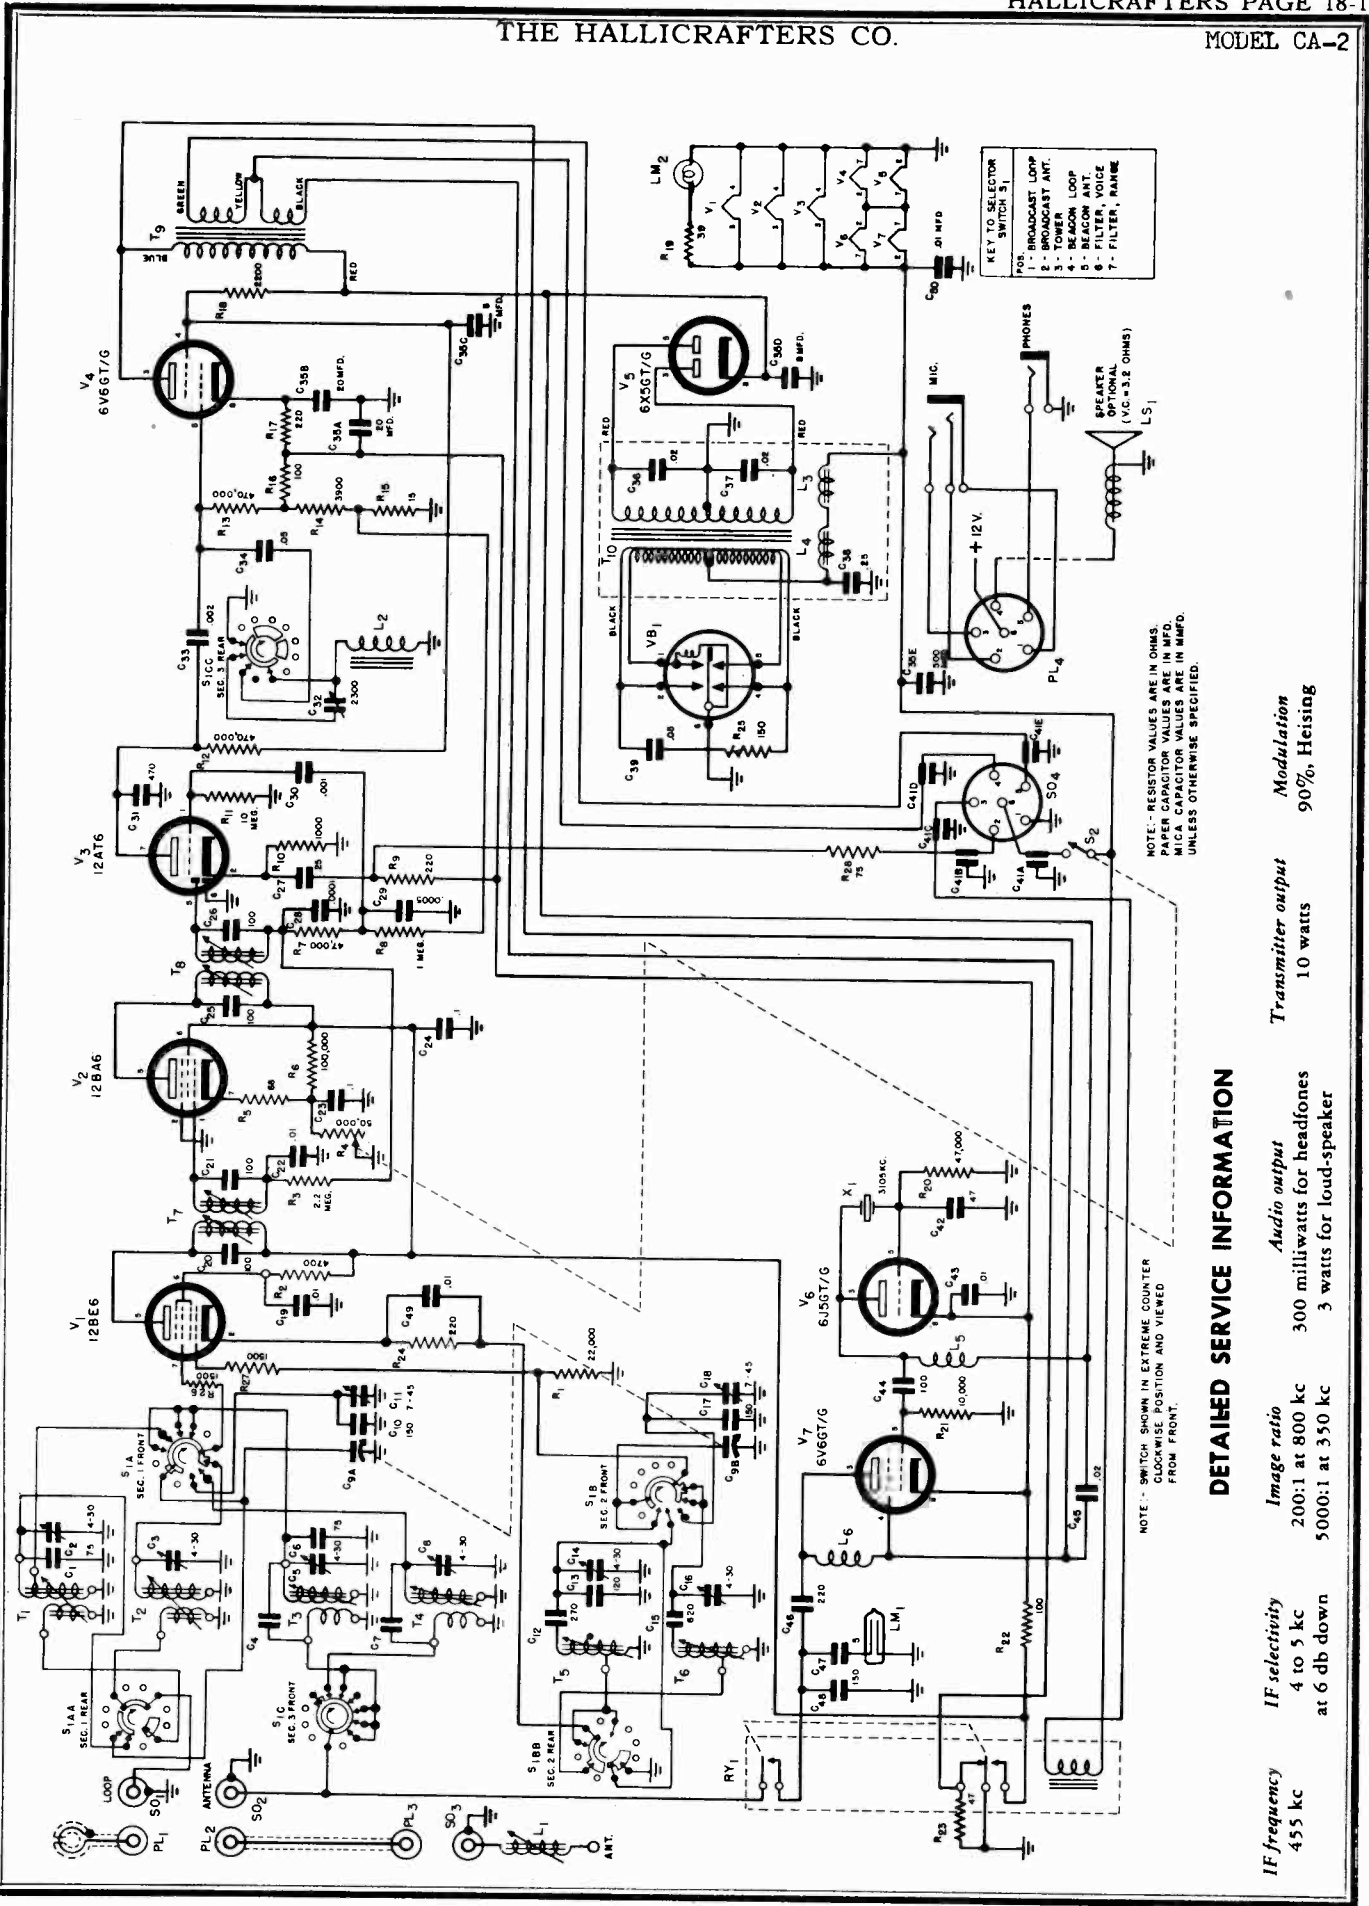 HALLICRAFTERS PAGE 18-1
THE HALLICRAFTERS CO.
MODEL CA-2
V1
12BE6
V2
12BA6
V3
12AT6
V4
6V6GT/G
T9
BLUE
GREEN
YELLOW
BLACK
RED
R18
2200
C35C
8 MFD.
R17
220
C35B
20 MFD.
C35A
20 MFD.
R16
100
R13
470,000
R14
3900
R15
15
C34
.05
C33
.002
S1CC
SEC. 3 REAR
C32
2300
L2
R12
470,000
C31
470
R11
10 MEG.
C30
.001
R10
1000
C27
.25
R9
220
C26
100
C28
.0001
R7
47,000
C29
.0005
R8
1 MEG.
T8
C25
100
R6
100,000
C24
.1
R5
68
C23
.1
50,000
R4
C21
100
C22
.01
R3
2.2 MEG.
T7
C20
100
R2
4700
C19
.01
C49
.01
R24
220
R27
1500
R1
22,000
C11
7-45
C10
150
C9A
S1A
SEC. 1 FRONT
T1
C1
C2
75
4-30
T2
C3
4-30
T3
C4
C5
4-30
C6
75
T4
C7
C8
4-30
S1AA
SEC. 1 REAR
S1C
SEC. 3 FRONT
LOOP
SO1
PL1
ANTENNA
SO2
PL2
PL3
SO3
L1
ANT.
S1B
SEC. 2 FRONT
C18
7-45
C17
150
C9B
C12
270
C13
120
C14
4-30
C15
620
C16
4-30
T5
T6
S1BB
SEC. 2 REAR
LM2
R19
39
V1
V2
V3
V4
V5
V6
V7
C50
.01 MFD
KEY TO SELECTOR
SWITCH S1
POS.
1 - BROADCAST LOOP
2 - BROADCAST ANT.
3 - TOWER
4 - BEACON LOOP
5 - BEACON ANT.
6 - FILTER, VOICE
7 - FILTER, RANGE
V5
6X5GT/G
C35D
8 MFD.
RED
RED
C36
.02
C37
.02
L3
L4
T10
C38
.25
BLACK
BLACK
VB1
C39
.05
R25
150
MIC.
PHONES
SPEAKER
OPTIONAL
(V.C. = 3.2 OHMS)
LS1
+ 12V.
PL4
C35E
500
C41E
C41D
C41C
C41B
C41A
SO4
S2
R28
75
NOTE:- RESISTOR VALUES ARE IN OHMS.
PAPER CAPACITOR VALUES ARE IN MFD.
MICA CAPACITOR VALUES ARE IN MMFD.
UNLESS OTHERWISE SPECIFIED.
X1
3105KC.
R20
47,000
C42
47
V6
6J5GT/G
C43
.01
L5
C44
100
R21
10,000
V7
6V6GT/G
L6
C45
.02
C46
220
C47
5
LM1
C48
150
R22
100
RY1
R23
47
NOTE:- SWITCH SHOWN IN EXTREME COUNTER
CLOCKWISE POSITION AND VIEWED
FROM FRONT.
DETAILED SERVICE INFORMATION
IF frequency
455 kc
IF selectivity
4 to 5 kc
at 6 db down
Image ratio
200:1 at 800 kc
5000:1 at 350 kc
Audio output
300 milliwatts for headfones
3 watts for loud-speaker
Transmitter output
10 watts
Modulation
90%, Heising